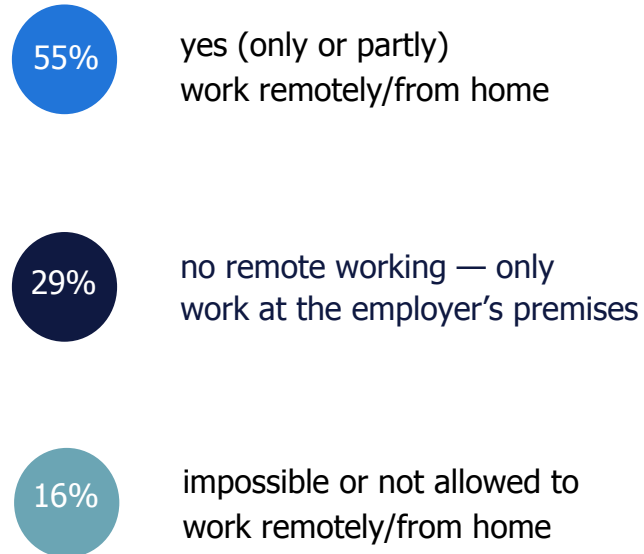 55%
yes (only or partly)
work remotely/from home
29%
no remote working — only
work at the employer’s premises
16%
impossible or not allowed to
work remotely/from home